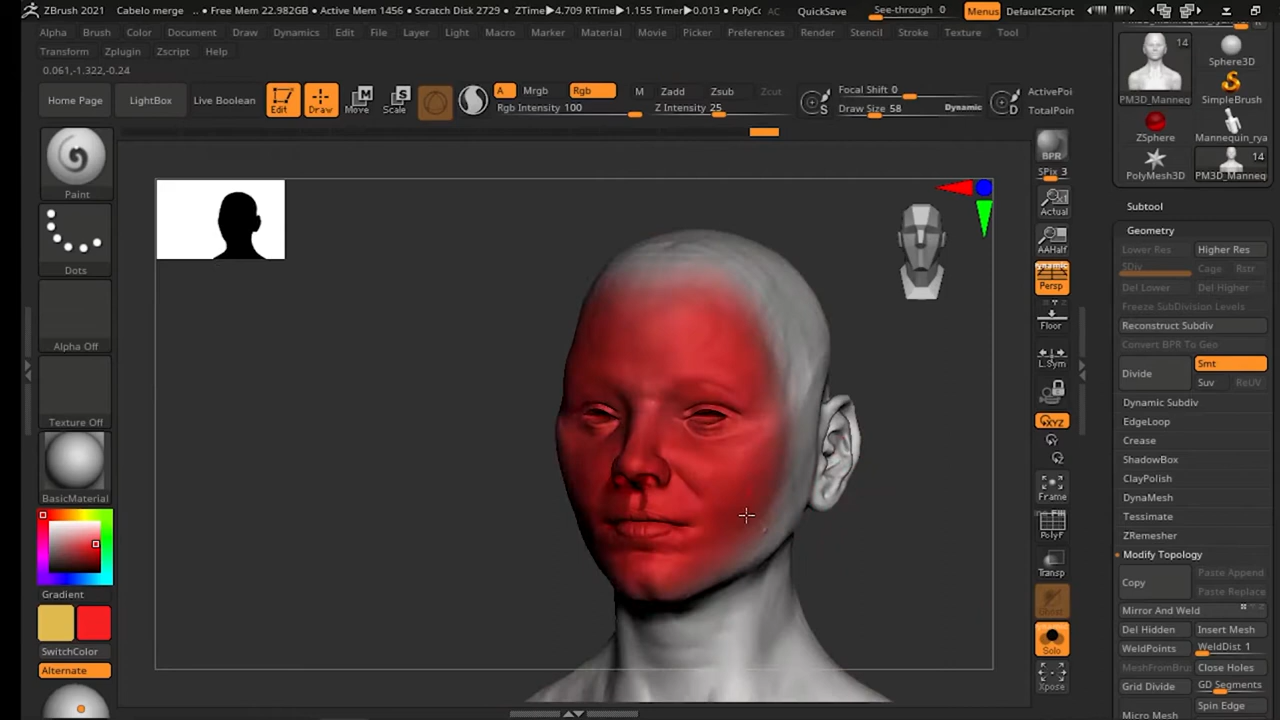 ZBrush 2021 Cabelo merge .. • Free Mem 22.982GB • Active Mem 1456 • Scratch Disk 2729 • ZTime▶4.709 RTime▶1.155 Timer▶0.013 • PolyC AC QuickSave See-through 0 Menus DefaultZScript
Alpha Brush Color Document Draw Dynamics Edit File Layer Light Macro Marker Material Movie Picker Preferences Render Stencil Stroke Texture Tool
Transform Zplugin Zscript Help
0.061,-1.322,-0.24
Home Page LightBox Live Boolean Edit Draw Move Scale
A Mrgb Rgb M Zadd Zsub Zcut
Rgb Intensity 100 Z Intensity 25
Focal Shift 0
Draw Size 58 Dynamic
ActivePoi
TotalPoin
S
D
Paint
Dots
Alpha Off
Texture Off
BasicMaterial
Gradient
SwitchColor
Alternate
BPR
SPix 3
Actual
AAHalf
Dynamic
Persp
Floor
L.Sym
XYZ
Frame
PolyF
Transp
Ghost
Solo
Xpose
14
PM3D_Manneq
Sphere3D
SimpleBrush
ZSphere Mannequin_rya
14
PolyMesh3D PM3D_Manneq
Subtool
Geometry
Lower Res Higher Res
SDiv Cage Rstr
Del Lower Del Higher
Freeze SubDivision Levels
Reconstruct Subdiv
Convert BPR To Geo
Divide Smt
Suv ReUV
Dynamic Subdiv
EdgeLoop
Crease
ShadowBox
ClayPolish
DynaMesh
Tessimate
ZRemesher
Modify Topology
Copy Paste Append
Paste Replace
Mirror And Weld
Del Hidden Insert Mesh
WeldPoints WeldDist 1
MeshFromBru Close Holes
Grid Divide GD Segments
Spin Edge
Micro Mesh